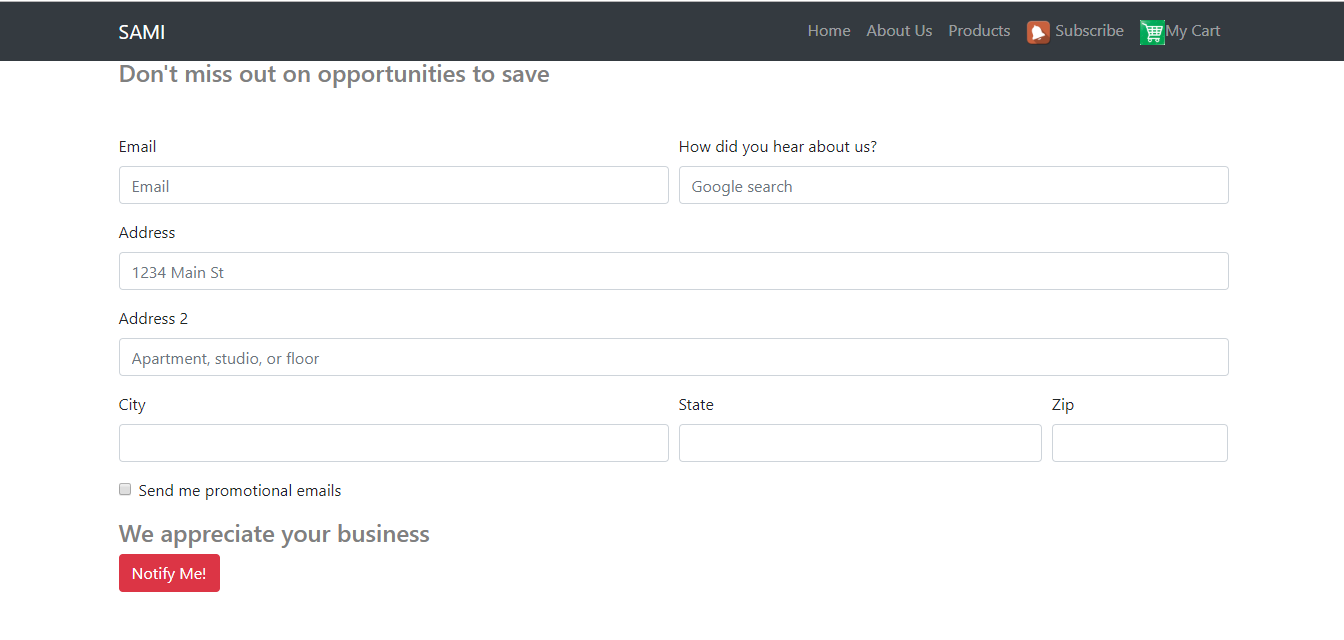 SAMI Home About Us Products Subscribe My Cart
Don't miss out on opportunities to save
Email How did you hear about us?
Email Google search
Address
1234 Main St
Address 2
Apartment, studio, or floor
City State Zip
Send me promotional emails
We appreciate your business
Notify Me!